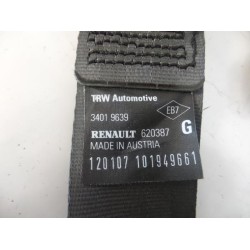 TRW Automotive
3401 9639
EB7
RENAULT 620387
G
MADE IN AUSTRIA
120107 101949661